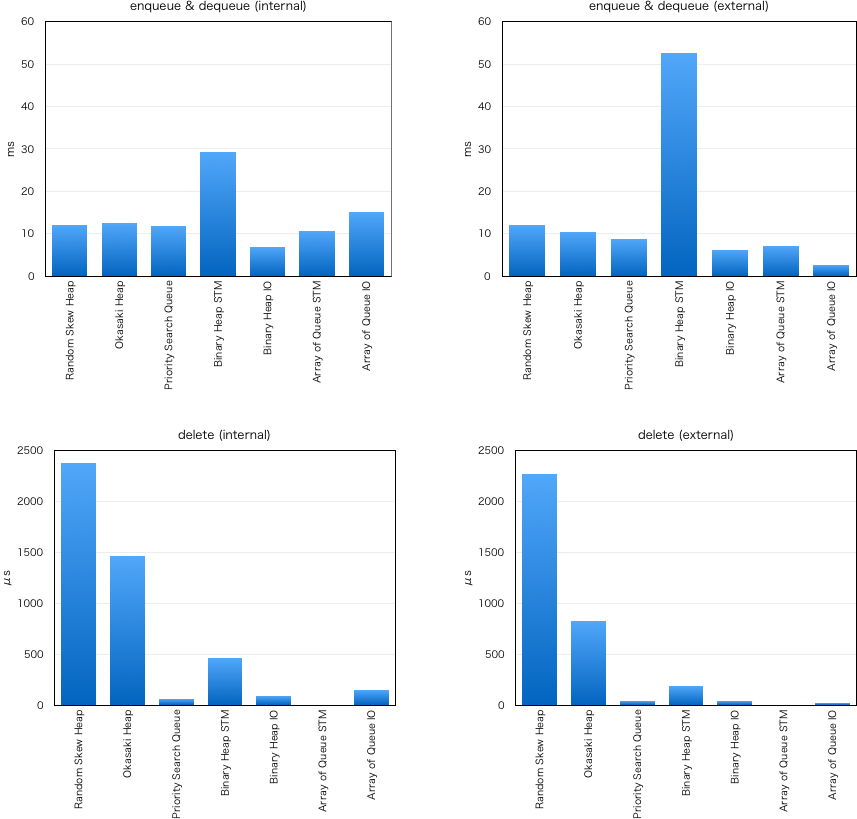 enqueue & dequeue (internal)
60
50
40
30
20
10
0
ms
Random Skew Heap
Okasaki Heap
Priority Search Queue
Binary Heap STM
Binary Heap IO
Array of Queue STM
Array of Queue IO
enqueue & dequeue (external)
60
50
40
30
20
10
0
ms
Random Skew Heap
Okasaki Heap
Priority Search Queue
Binary Heap STM
Binary Heap IO
Array of Queue STM
Array of Queue IO
delete (internal)
2500
2000
1500
1000
500
0
μs
Random Skew Heap
Okasaki Heap
Priority Search Queue
Binary Heap STM
Binary Heap IO
Array of Queue STM
Array of Queue IO
delete (external)
2500
2000
1500
1000
500
0
μs
Random Skew Heap
Okasaki Heap
Priority Search Queue
Binary Heap STM
Binary Heap IO
Array of Queue STM
Array of Queue IO